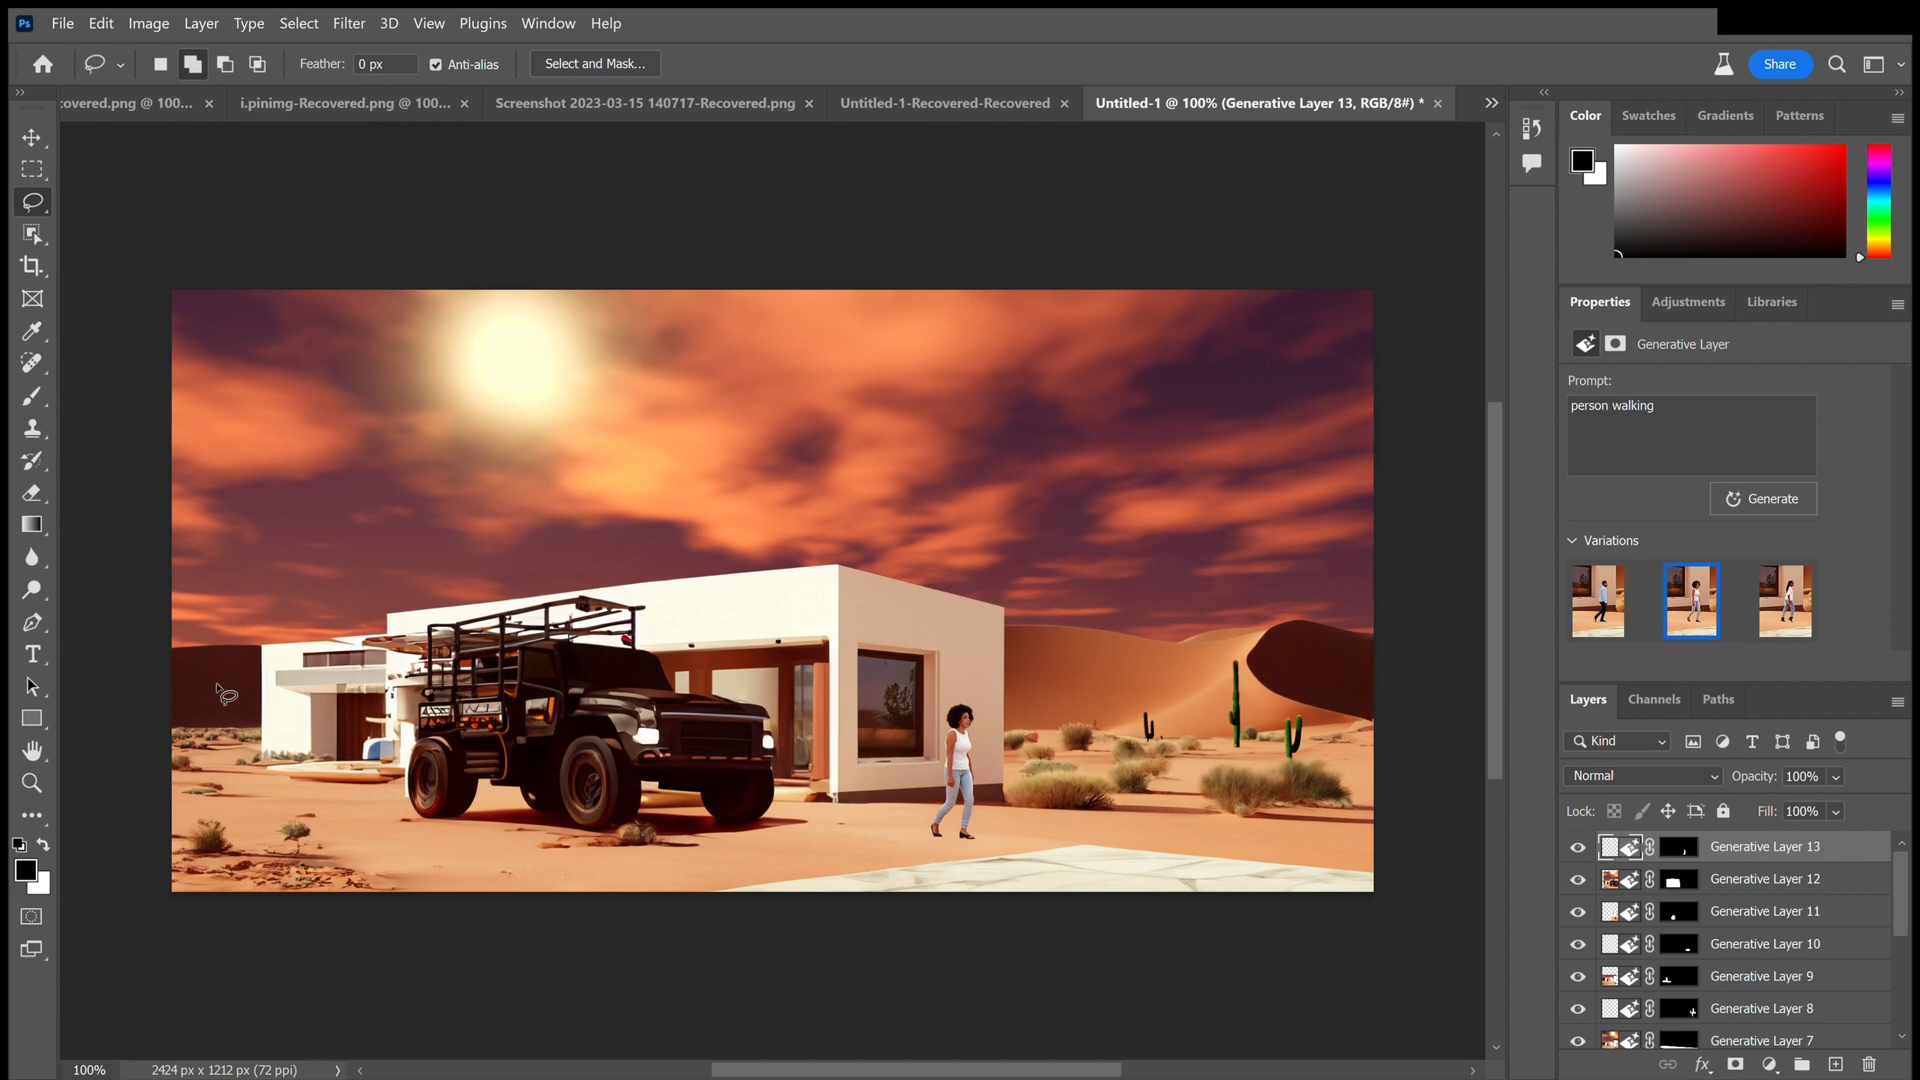 Ps File Edit Image Layer Type Select Filter 3D View Plugins Window Help
Feather: 0 px Anti-alias Select and Mask... Share
covered.png @ 100... × i.pinimg-Recovered.png @ 100... × Screenshot 2023-03-15 140717-Recovered.png × Untitled-1-Recovered-Recovered × Untitled-1 @ 100% (Generative Layer 13, RGB/8#) * ×
Color Swatches Gradients Patterns
Properties Adjustments Libraries
Generative Layer
Prompt:
person walking
Generate
Variations
Layers Channels Paths
Kind
Normal Opacity: 100%
Lock: Fill: 100%
Generative Layer 13
Generative Layer 12
Generative Layer 11
Generative Layer 10
Generative Layer 9
Generative Layer 8
Generative Layer 7
100% 2424 px x 1212 px (72 ppi)